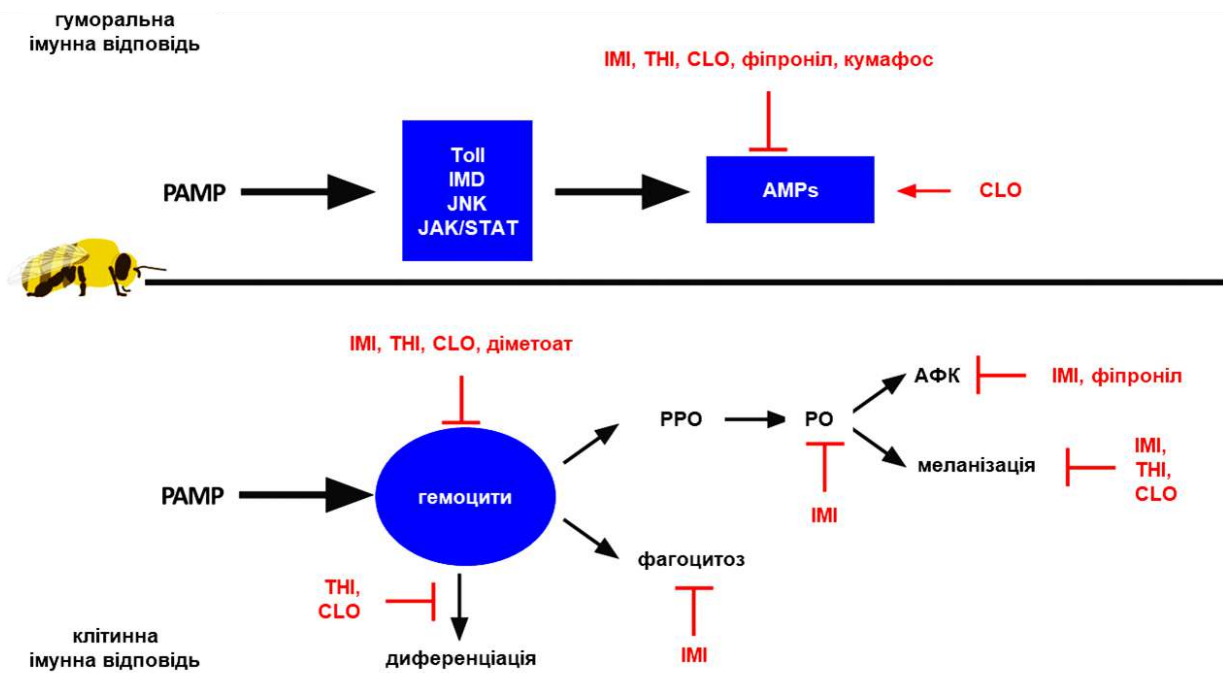 гуморальна
імунна відповідь
IMI, THI, CLO, фіпроніл, кумафос
PAMP
Toll
IMD
JNK
JAK/STAT
AMPs
CLO
IMI, THI, CLO, діметоат
PPO
PO
АФК
IMI, фіпроніл
меланізація
IMI,
THI,
CLO
PAMP
гемоцити
IMI
фагоцитоз
THI,
CLO
IMI
диференціація
клітинна
імунна відповідь